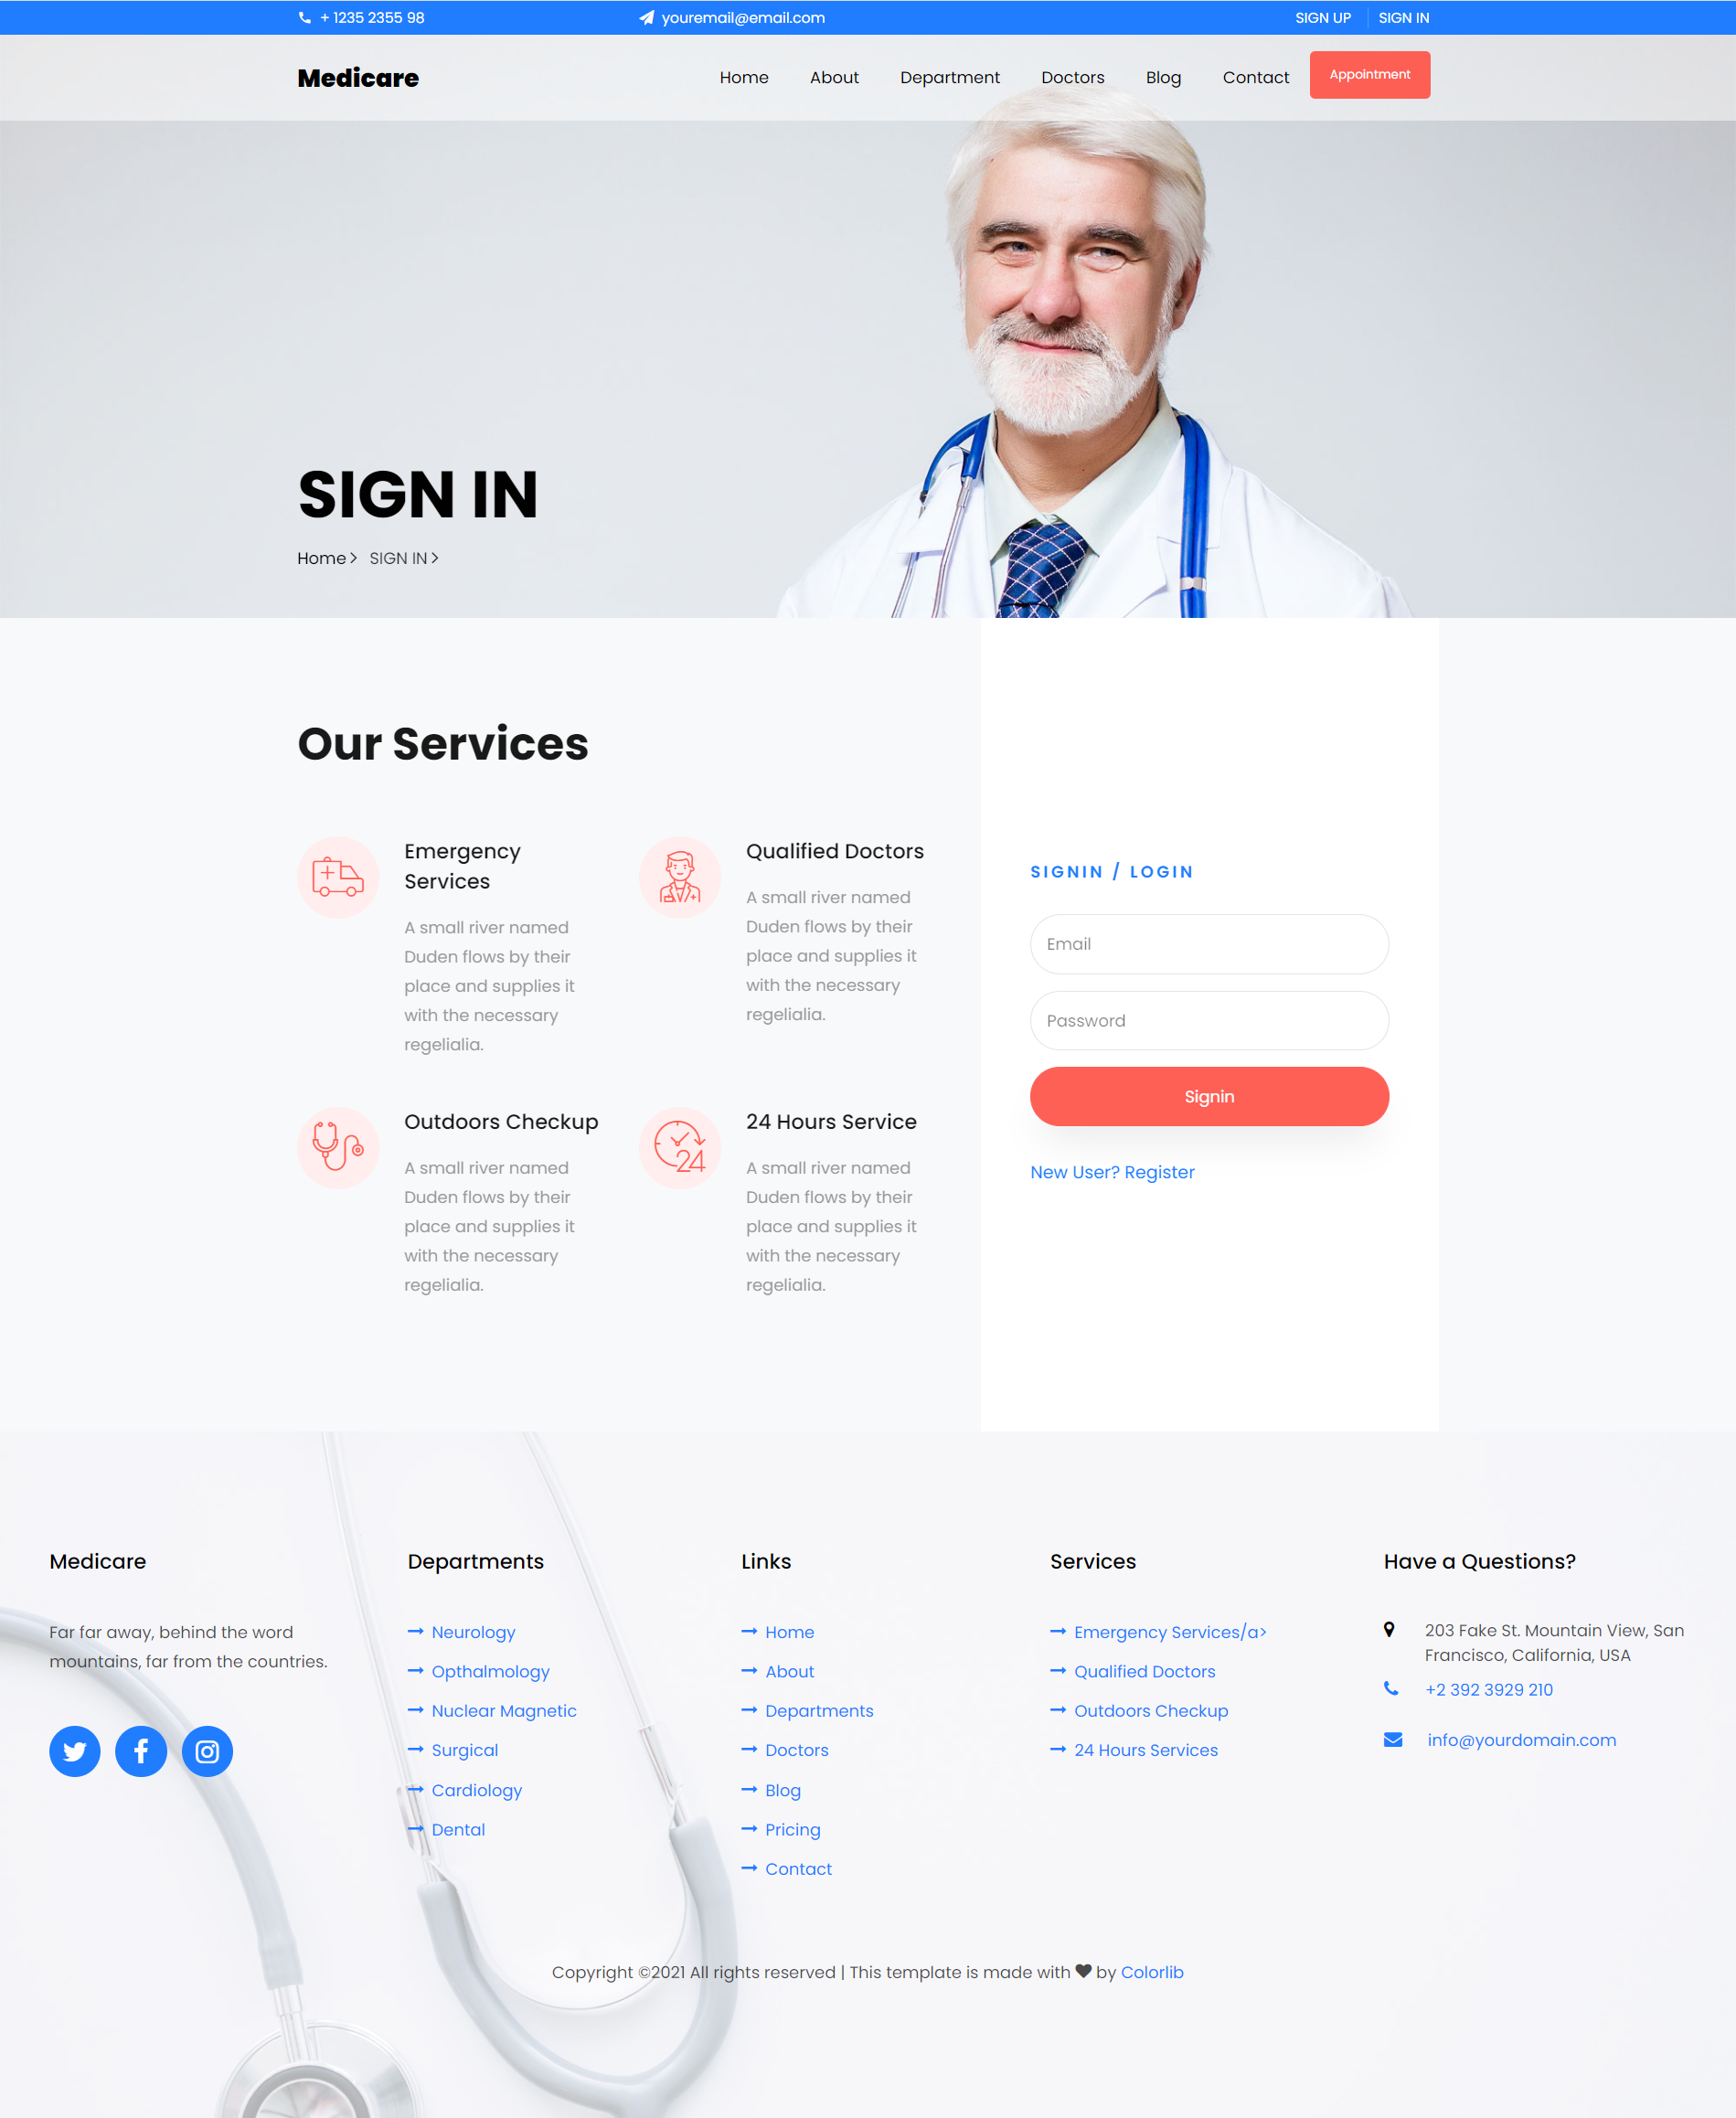 + 1235 2355 98
youremail@email.com
SIGN UP
SIGN IN
Medicare
Home
About
Department
Doctors
Blog
Contact
Appointment
SIGN IN
Home > SIGN IN >
Our Services
Emergency
Services
A small river named
Duden flows by their
place and supplies it
with the necessary
regelialia.
Qualified Doctors
A small river named
Duden flows by their
place and supplies it
with the necessary
regelialia.
Outdoors Checkup
A small river named
Duden flows by their
place and supplies it
with the necessary
regelialia.
24
24 Hours Service
A small river named
Duden flows by their
place and supplies it
with the necessary
regelialia.
SIGNIN / LOGIN
Email
Password
Signin
New User? Register
Medicare
Far far away, behind the word
mountains, far from the countries.
Departments
Neurology
Opthalmology
Nuclear Magnetic
Surgical
Cardiology
Dental
Links
Home
About
Departments
Doctors
Blog
Pricing
Contact
Services
Emergency Services/a>
Qualified Doctors
Outdoors Checkup
24 Hours Services
Have a Questions?
203 Fake St. Mountain View, San
Francisco, California, USA
+2 392 3929 210
info@yourdomain.com
Copyright ©2021 All rights reserved | This template is made with ♥ by Colorlib